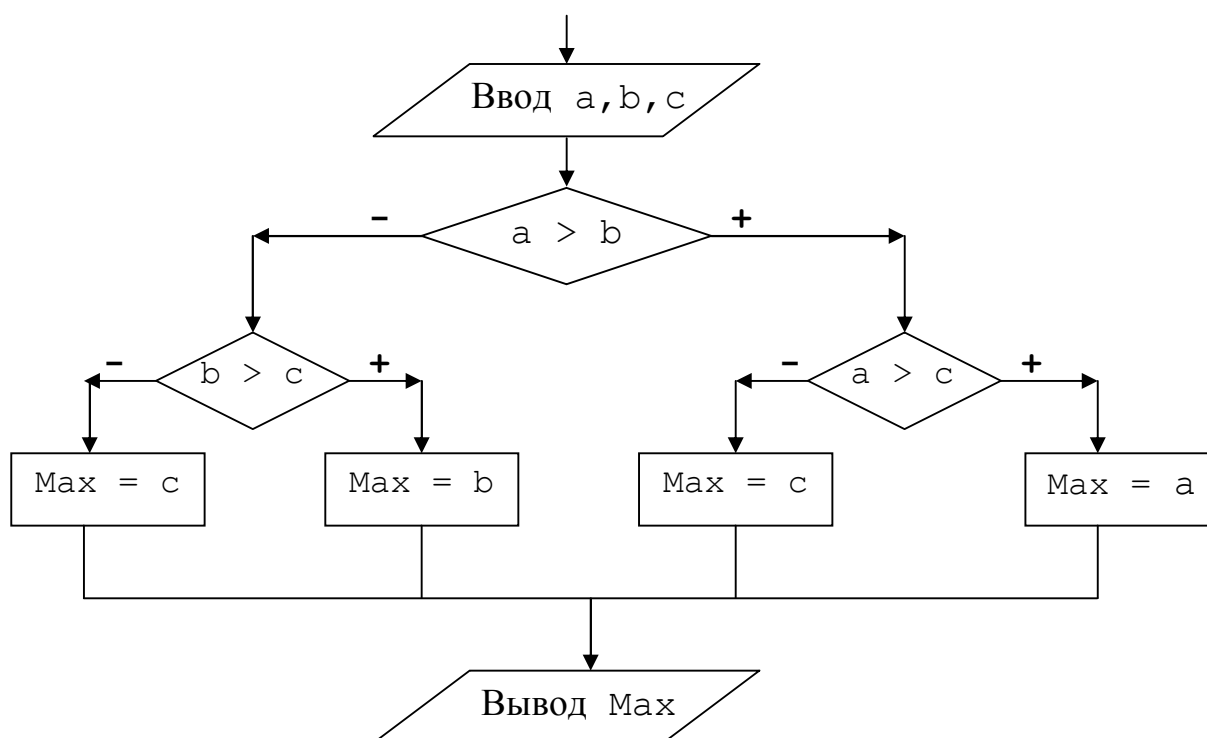 Ввод a,b,c
- a > b +
- b > c +
- a > c +
Max = c
Max = b
Max = c
Max = a
Вывод Max